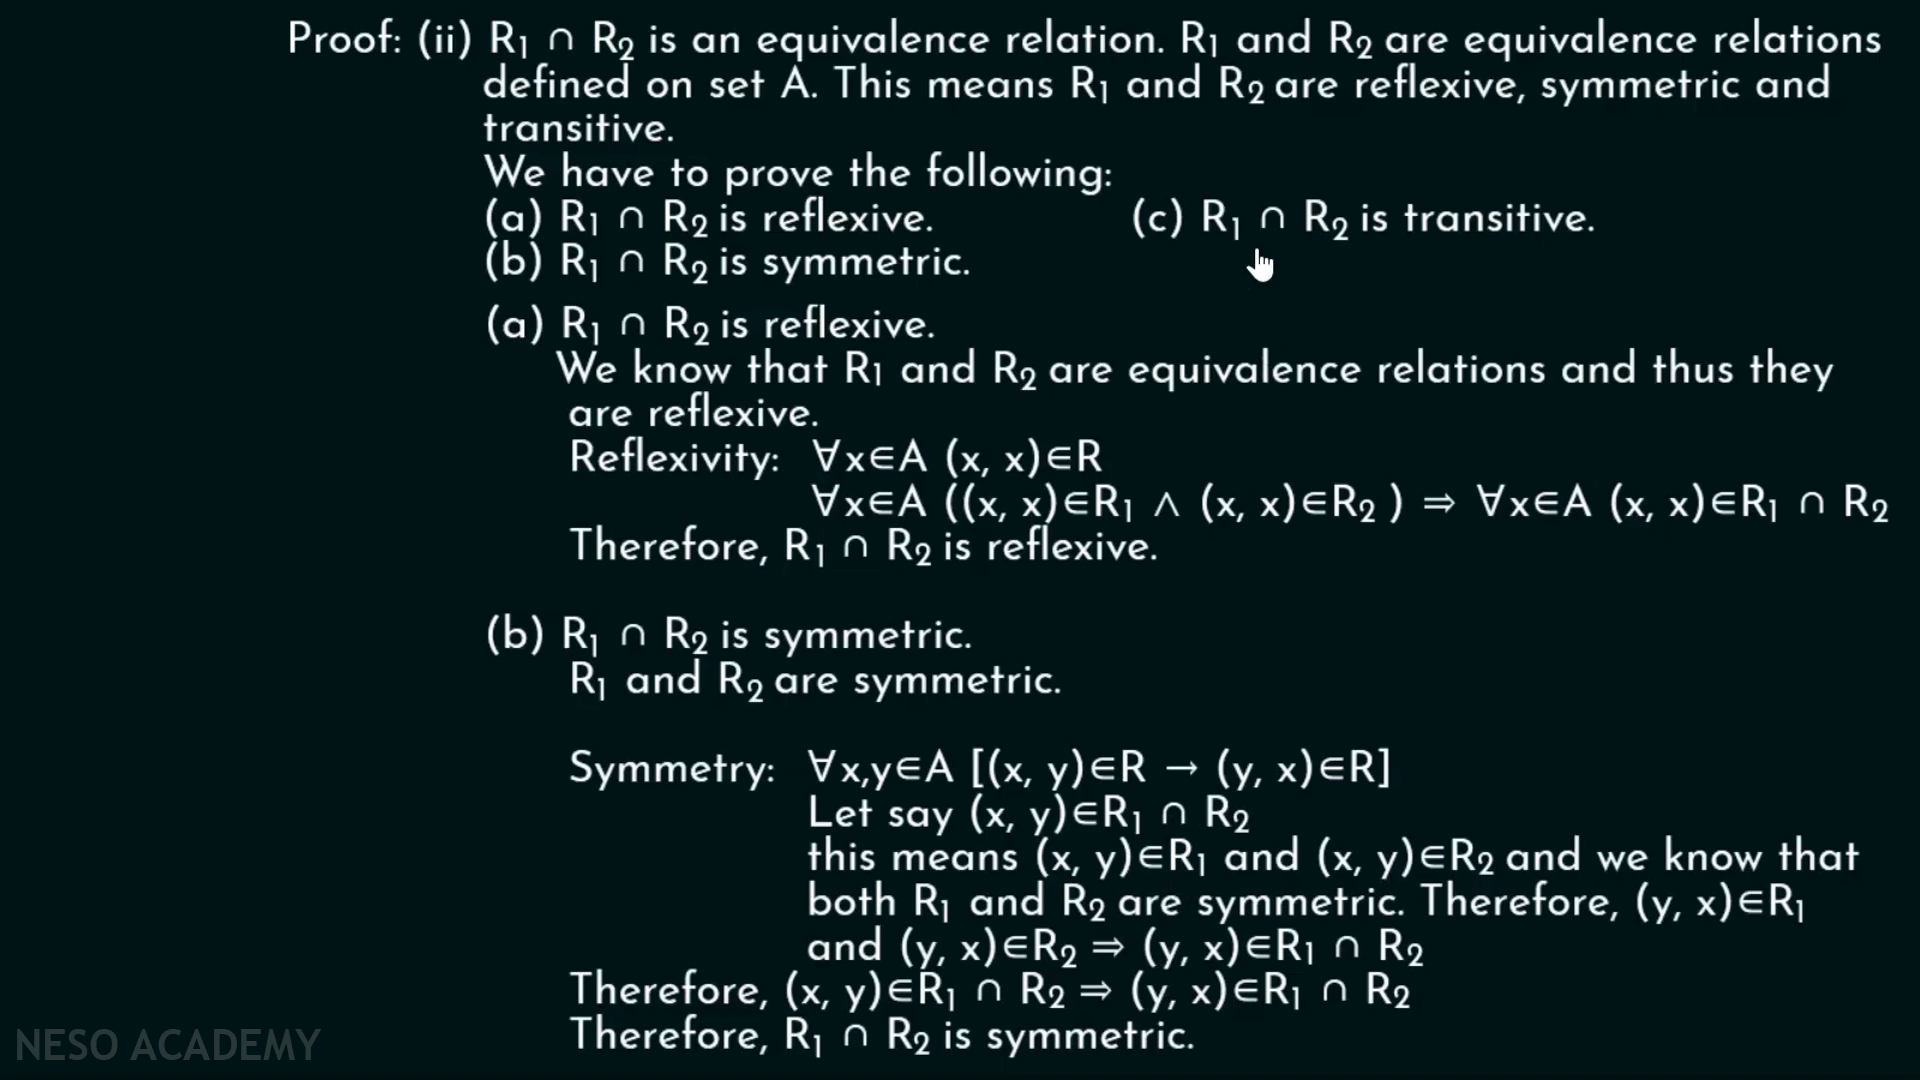 Proof: (ii) R₁ ∩ R₂ is an equivalence relation. R₁ and R₂ are equivalence relations
defined on set A. This means R₁ and R₂ are reflexive, symmetric and
transitive.
We have to prove the following:
(a) R₁ ∩ R₂ is reflexive. (c) R₁ ∩ R₂ is transitive.
(b) R₁ ∩ R₂ is symmetric.
(a) R₁ ∩ R₂ is reflexive.
We know that R₁ and R₂ are equivalence relations and thus they
are reflexive.
Reflexivity: ∀x∈A (x, x)∈R
∀x∈A ((x, x)∈R₁ ∧ (x, x)∈R₂ ) ⇒ ∀x∈A (x, x)∈R₁ ∩ R₂
Therefore, R₁ ∩ R₂ is reflexive.
(b) R₁ ∩ R₂ is symmetric.
R₁ and R₂ are symmetric.
Symmetry: ∀x,y∈A [(x, y)∈R → (y, x)∈R]
Let say (x, y)∈R₁ ∩ R₂
this means (x, y)∈R₁ and (x, y)∈R₂ and we know that
both R₁ and R₂ are symmetric. Therefore, (y, x)∈R₁
and (y, x)∈R₂ ⇒ (y, x)∈R₁ ∩ R₂
Therefore, (x, y)∈R₁ ∩ R₂ ⇒ (y, x)∈R₁ ∩ R₂
Therefore, R₁ ∩ R₂ is symmetric.
NESO ACADEMY